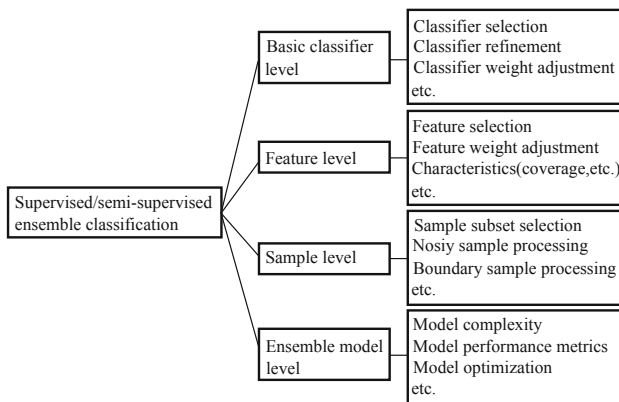 Supervised/semi-supervised
ensemble classification
Basic classifier
level
Classifier selection
Classifier refinement
Classifier weight adjustment
etc.
Feature level
Feature selection
Feature weight adjustment
Characteristics(coverage,etc.)
etc.
Sample level
Sample subset selection
Nosiy sample processing
Boundary sample processing
etc.
Ensemble model
level
Model complexity
Model performance metrics
Model optimization
etc.